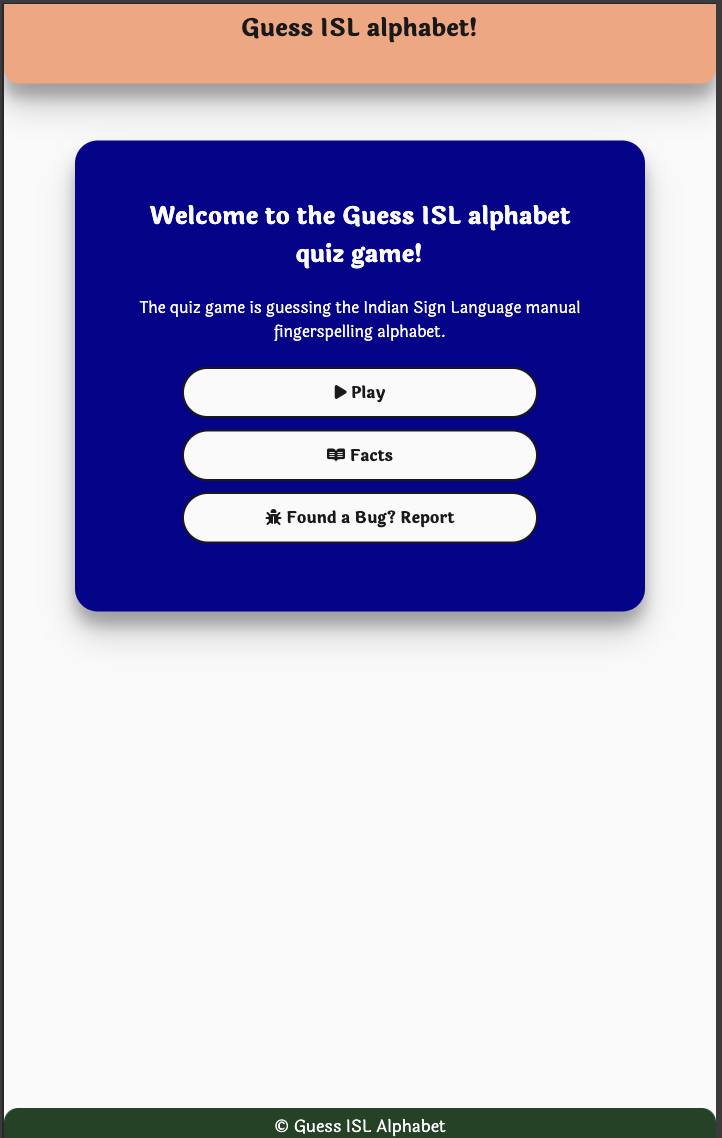 Guess ISL alphabet!
Welcome to the Guess ISL alphabet
quiz game!
The quiz game is guessing the Indian Sign Language manual
fingerspelling alphabet.
Play
Facts
Found a Bug? Report
© Guess ISL Alphabet